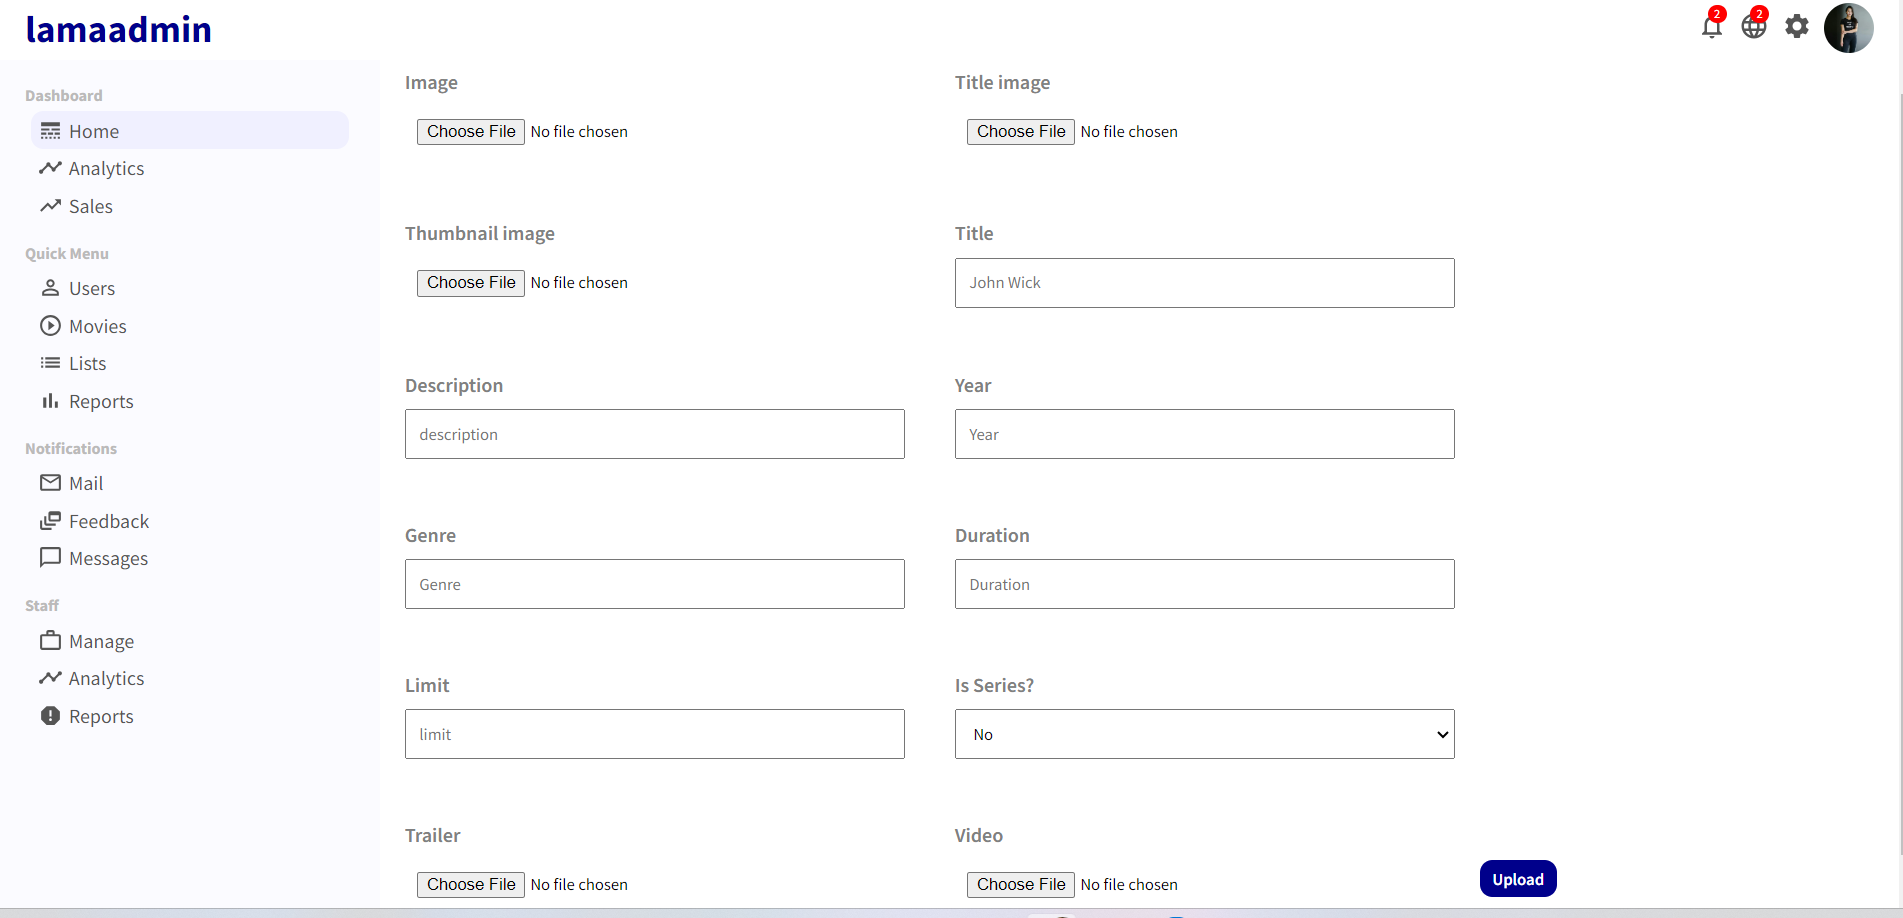 lamaadmin
2
2
Dashboard
Home
Analytics
Sales
Quick Menu
Users
Movies
Lists
Reports
Notifications
Mail
Feedback
Messages
Staff
Manage
Analytics
Reports
Image
Choose File No file chosen
Title image
Choose File No file chosen
Thumbnail image
Choose File No file chosen
Title
John Wick
Description
description
Year
Year
Genre
Genre
Duration
Duration
Limit
limit
Is Series?
No
Trailer
Choose File No file chosen
Video
Choose File No file chosen
Upload